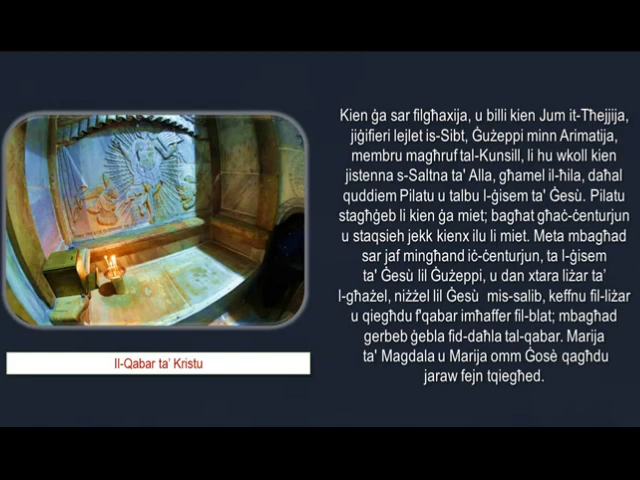 Kien ġa sar filgħaxija, u billi kien Jum it-Tħejjija,
jiġifieri lejlet is-Sibt, Ġużeppi minn Arimatija,
membru magħruf tal-Kunsill, li hu wkoll kien
jistenna s-Saltna ta' Alla, għamel il-ħila, daħal
quddiem Pilatu u talbu l-ġisem ta' Ġesù. Pilatu
stagħġeb li kien ġa miet; bagħat għaċ-ċenturjun
u staqsieh jekk kienx ilu li miet. Meta mbagħad
sar jaf mingħand iċ-ċenturjun, ta l-ġisem
ta' Ġesù lil Ġużeppi, u dan xtara liżar ta'
l-għażel, niżżel lil Ġesù mis-salib, keffnu fil-liżar
u qiegħdu f'qabar imħaffer fil-blat; mbagħad
gerbeb ġebla fid-daħla tal-qabar. Marija
ta' Magdala u Marija omm Ġosè qagħdu
jaraw fejn tqiegħed.
Il-Qabar ta' Kristu